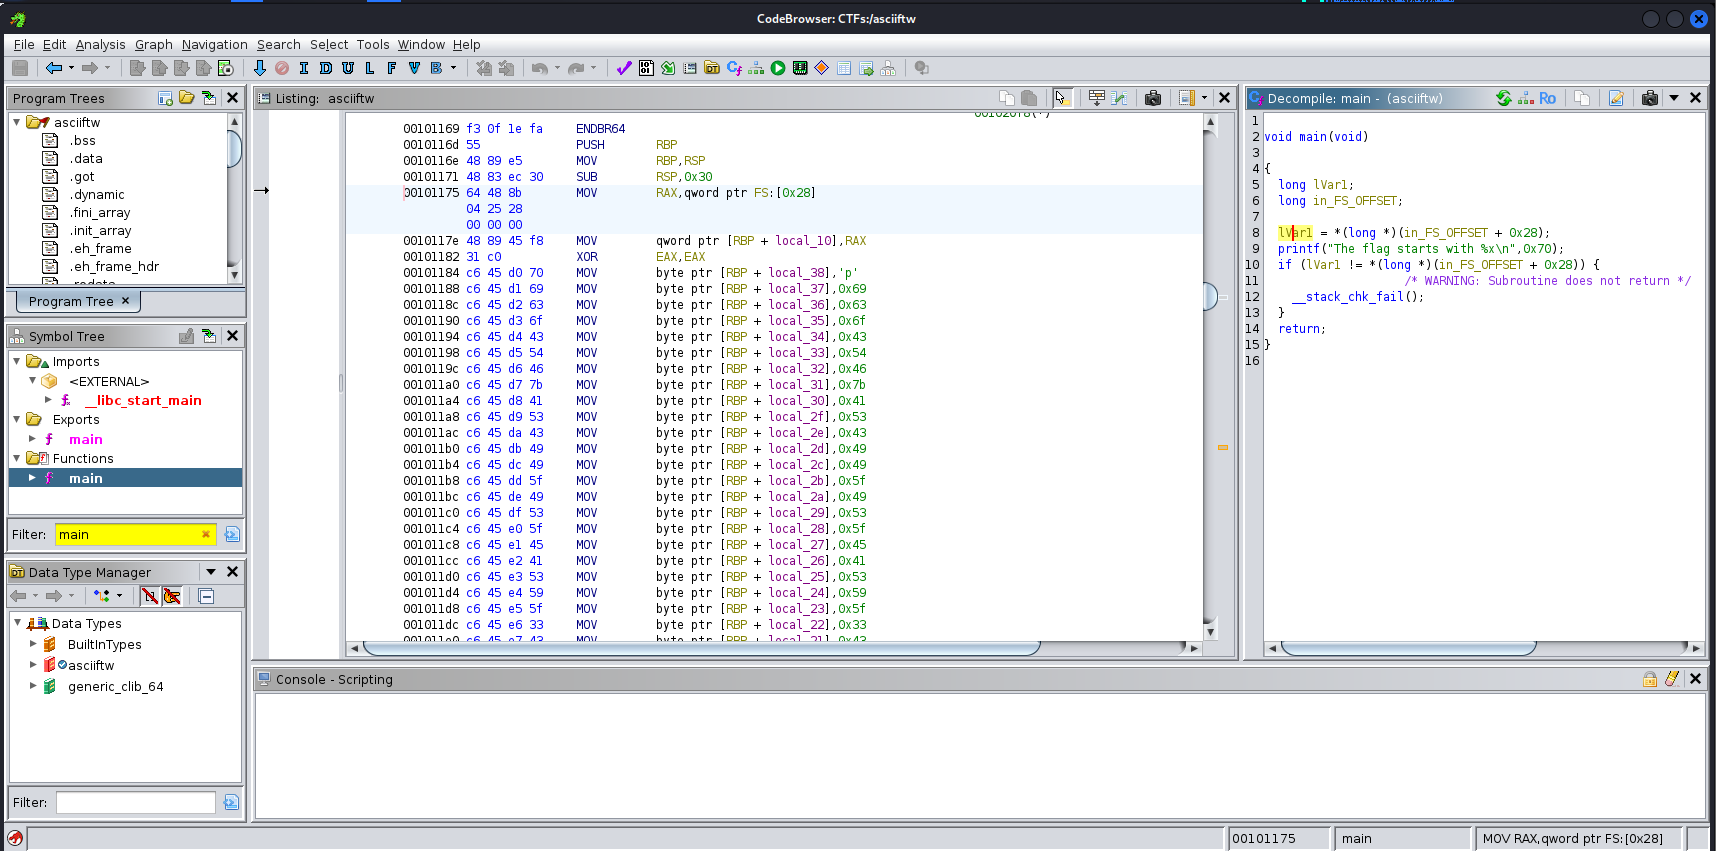 CodeBrowser: CTFs:/asciiftw
File Edit Analysis Graph Navigation Search Select Tools Window Help
I D U L F V B
Program Trees
asciiftw
.bss
.data
.got
.dynamic
.fini_array
.init_array
.eh_frame
.eh_frame_hdr
Program Tree ×
Symbol Tree
Imports
<EXTERNAL>
__libc_start_main
Exports
f main
Functions
f main
Filter: main
Data Type Manager
Data Types
BuiltInTypes
asciiftw
generic_clib_64
Filter:
Listing: asciiftw
00101169 f3 0f 1e fa ENDBR64
0010116d 55 PUSH RBP
0010116e 48 89 e5 MOV RBP,RSP
00101171 48 83 ec 30 SUB RSP,0x30
00101175 64 48 8b MOV RAX,qword ptr FS:[0x28]
04 25 28
00 00 00
0010117e 48 89 45 f8 MOV qword ptr [RBP + local_10],RAX
00101182 31 c0 XOR EAX,EAX
00101184 c6 45 d0 70 MOV byte ptr [RBP + local_38],'p'
00101188 c6 45 d1 69 MOV byte ptr [RBP + local_37],0x69
0010118c c6 45 d2 63 MOV byte ptr [RBP + local_36],0x63
00101190 c6 45 d3 6f MOV byte ptr [RBP + local_35],0x6f
00101194 c6 45 d4 43 MOV byte ptr [RBP + local_34],0x43
00101198 c6 45 d5 54 MOV byte ptr [RBP + local_33],0x54
0010119c c6 45 d6 46 MOV byte ptr [RBP + local_32],0x46
001011a0 c6 45 d7 7b MOV byte ptr [RBP + local_31],0x7b
001011a4 c6 45 d8 41 MOV byte ptr [RBP + local_30],0x41
001011a8 c6 45 d9 53 MOV byte ptr [RBP + local_2f],0x53
001011ac c6 45 da 43 MOV byte ptr [RBP + local_2e],0x43
001011b0 c6 45 db 49 MOV byte ptr [RBP + local_2d],0x49
001011b4 c6 45 dc 49 MOV byte ptr [RBP + local_2c],0x49
001011b8 c6 45 dd 5f MOV byte ptr [RBP + local_2b],0x5f
001011bc c6 45 de 49 MOV byte ptr [RBP + local_2a],0x49
001011c0 c6 45 df 53 MOV byte ptr [RBP + local_29],0x53
001011c4 c6 45 e0 5f MOV byte ptr [RBP + local_28],0x5f
001011c8 c6 45 e1 45 MOV byte ptr [RBP + local_27],0x45
001011cc c6 45 e2 41 MOV byte ptr [RBP + local_26],0x41
001011d0 c6 45 e3 53 MOV byte ptr [RBP + local_25],0x53
001011d4 c6 45 e4 59 MOV byte ptr [RBP + local_24],0x59
001011d8 c6 45 e5 5f MOV byte ptr [RBP + local_23],0x5f
001011dc c6 45 e6 33 MOV byte ptr [RBP + local_22],0x33
001011e0 c6 45 e7 43 MOV byte ptr [RBP + local_21],0x43
Decompile: main - (asciiftw)
Ro
1
2 void main(void)
3
4 {
5 long lVar1;
6 long in_FS_OFFSET;
7
8 lVar1 = *(long *)(in_FS_OFFSET + 0x28);
9 printf("The flag starts with %x\n",0x70);
10 if (lVar1 != *(long *)(in_FS_OFFSET + 0x28)) {
11 /* WARNING: Subroutine does not return */
12 __stack_chk_fail();
13 }
14 return;
15 }
16
Console - Scripting
00101175
main
MOV RAX,qword ptr FS:[0x28]